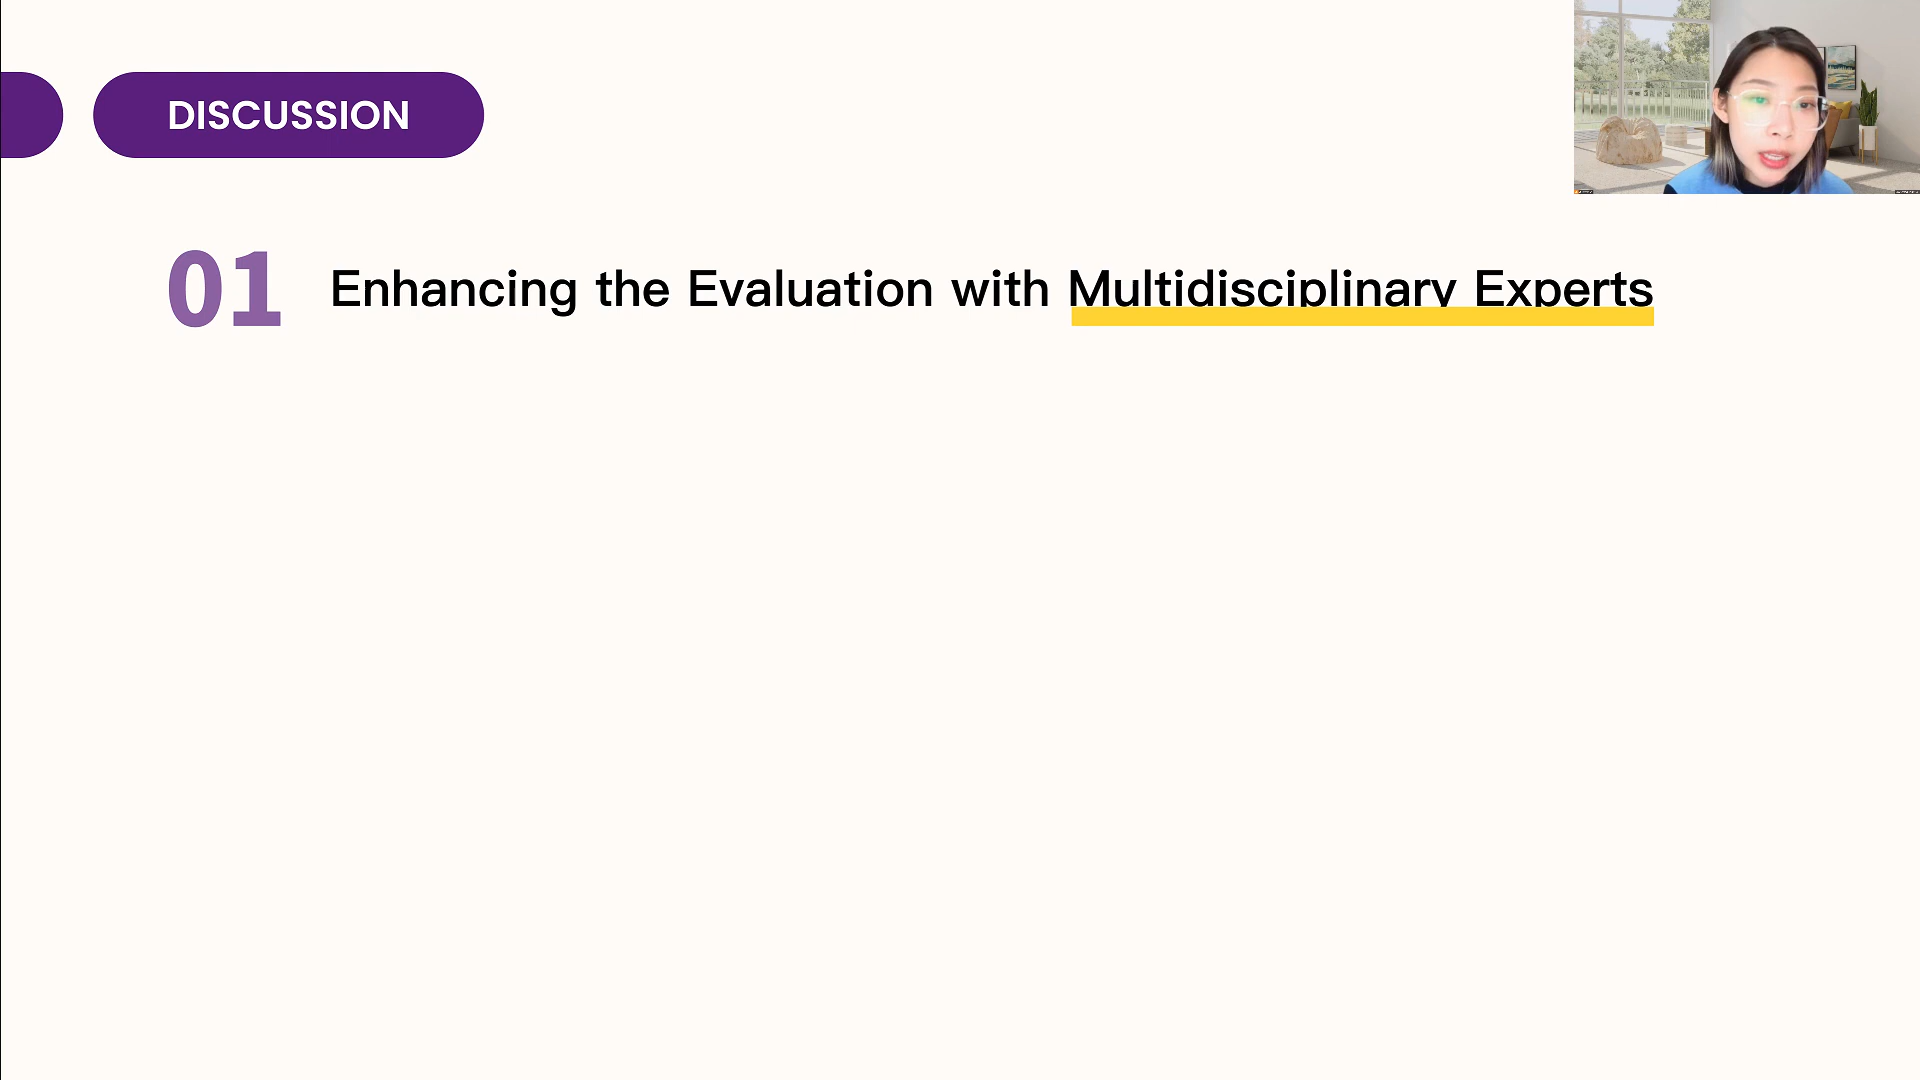 DISCUSSION
01 Enhancing the Evaluation with Multidisciplinary Experts